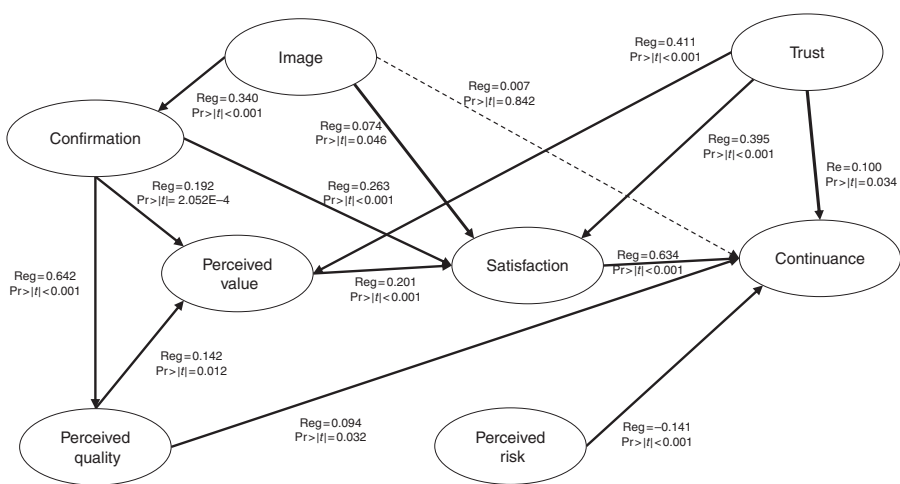 Image
Trust
Reg=0.411
Pr>|t|<0.001
Reg=0.007
Pr>|t|=0.842
Reg=0.340
Pr>|t|<0.001
Confirmation
Reg=0.074
Pr>|t|=0.046
Reg=0.395
Pr>|t|<0.001
Re=0.100
Pr>|t|=0.034
Reg=0.192
Pr>|t|= 2.052E–4
Reg=0.263
Pr>|t|<0.001
Perceived
value
Satisfaction
Continuance
Reg=0.634
Pr>|t|<0.001
Reg=0.642
Pr>|t|<0.001
Reg=0.201
Pr>|t|<0.001
Reg=0.142
Pr>|t|=0.012
Reg=0.094
Pr>|t|=0.032
Reg=–0.141
Pr>|t|<0.001
Perceived
quality
Perceived
risk